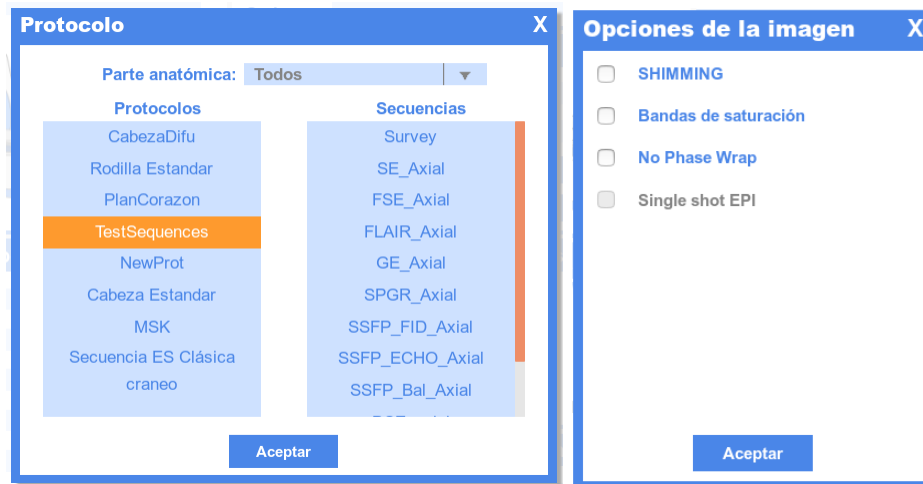 Protocolo X
Parte anatómica: Todos
Protocolos
CabezaDifu
Rodilla Estandar
PlanCorazon
TestSequences
NewProt
Cabeza Estandar
MSK
Secuencia ES Clásica
craneo
Secuencias
Survey
SE_Axial
FSE_Axial
FLAIR_Axial
GE_Axial
SPGR_Axial
SSFP_FID_Axial
SSFP_ECHO_Axial
SSFP_Bal_Axial
Aceptar
Opciones de la imagen X
SHIMMING
Bandas de saturación
No Phase Wrap
Single shot EPI
Aceptar